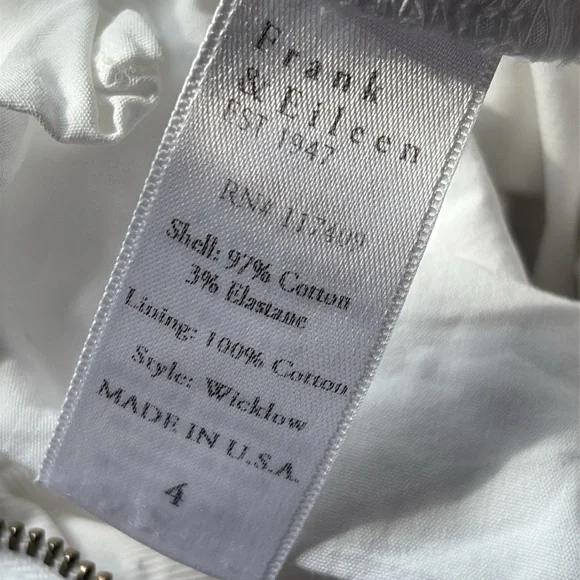 Frank
& Eileen
EST 1947
RN# 117409
Shell: 97% Cotton
3% Elastane
Lining: 100% Cotton
Style: Wicklow
MADE IN U.S.A.
4